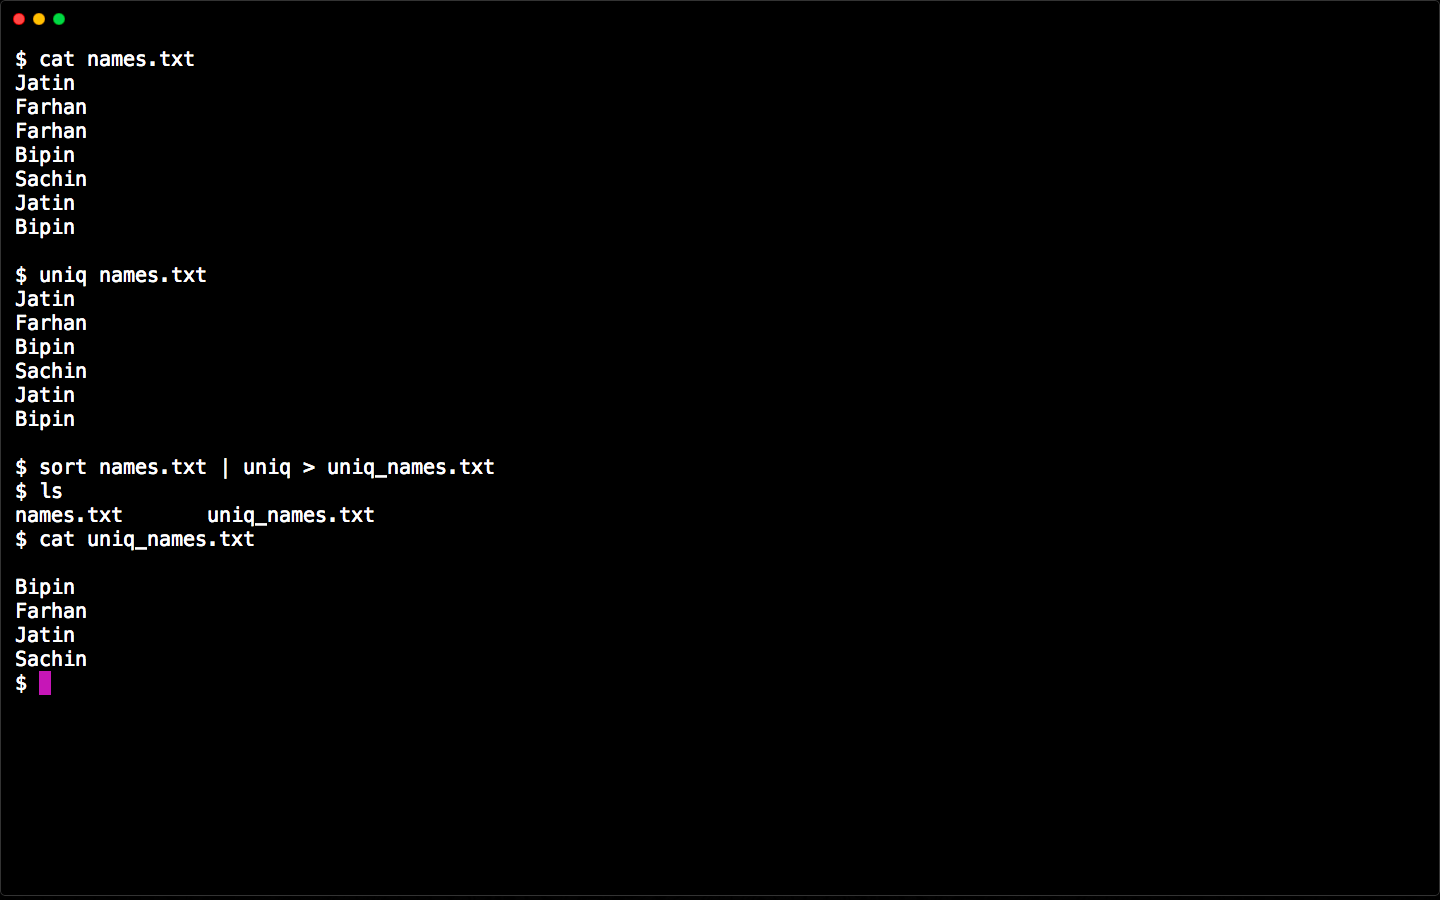 $ cat names.txt
Jatin
Farhan
Farhan
Bipin
Sachin
Jatin
Bipin

$ uniq names.txt
Jatin
Farhan
Bipin
Sachin
Jatin
Bipin

$ sort names.txt | uniq > uniq_names.txt
$ ls
names.txt       uniq_names.txt
$ cat uniq_names.txt

Bipin
Farhan
Jatin
Sachin
$